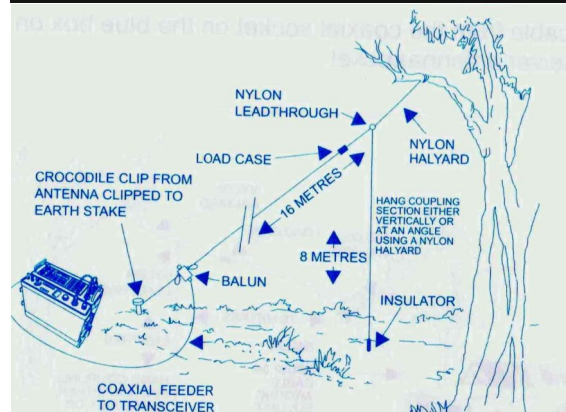 NYLON
LEADTHROUGH
LOAD CASE
NYLON
HALYARD
CROCODILE CLIP FROM
ANTENNA CLIPPED TO
EARTH STAKE
16 METRES
HANG COUPLING
SECTION EITHER
VERTICALLY OR
AT AN ANGLE
USING A NYLON
HALYARD
8 METRES
BALUN
INSULATOR
COAXIAL FEEDER
TO TRANSCEIVER